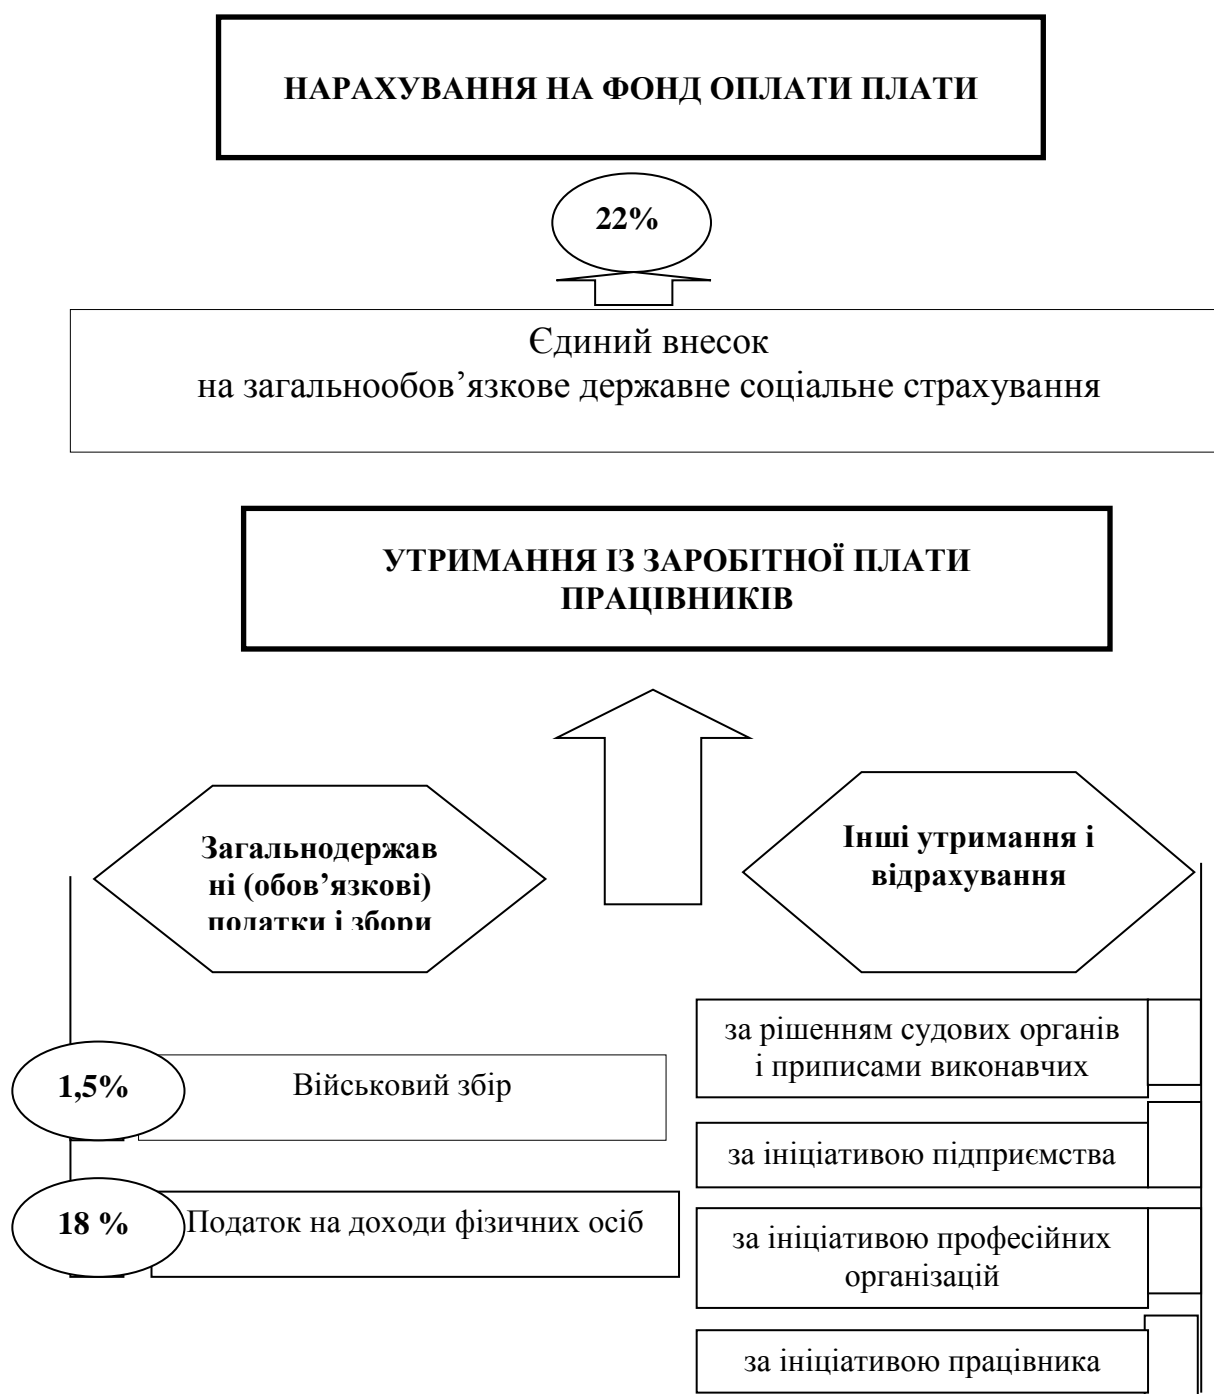 НАРАХУВАННЯ НА ФОНД ОПЛАТИ ПЛАТИ
22%
Єдиний внесок
на загальнообов’язкове державне соціальне страхування
УТРИМАННЯ ІЗ ЗАРОБІТНОЇ ПЛАТИ
ПРАЦІВНИКІВ
Загальнодержав
ні (обов’язкові)
податки і збори
Інші утримання і
відрахування
1,5%
Військовий збір
18 %
Податок на доходи фізичних осіб
за рішенням судових органів
і приписами виконавчих
за ініціативою підприємства
за ініціативою професійних
організацій
за ініціативою працівника